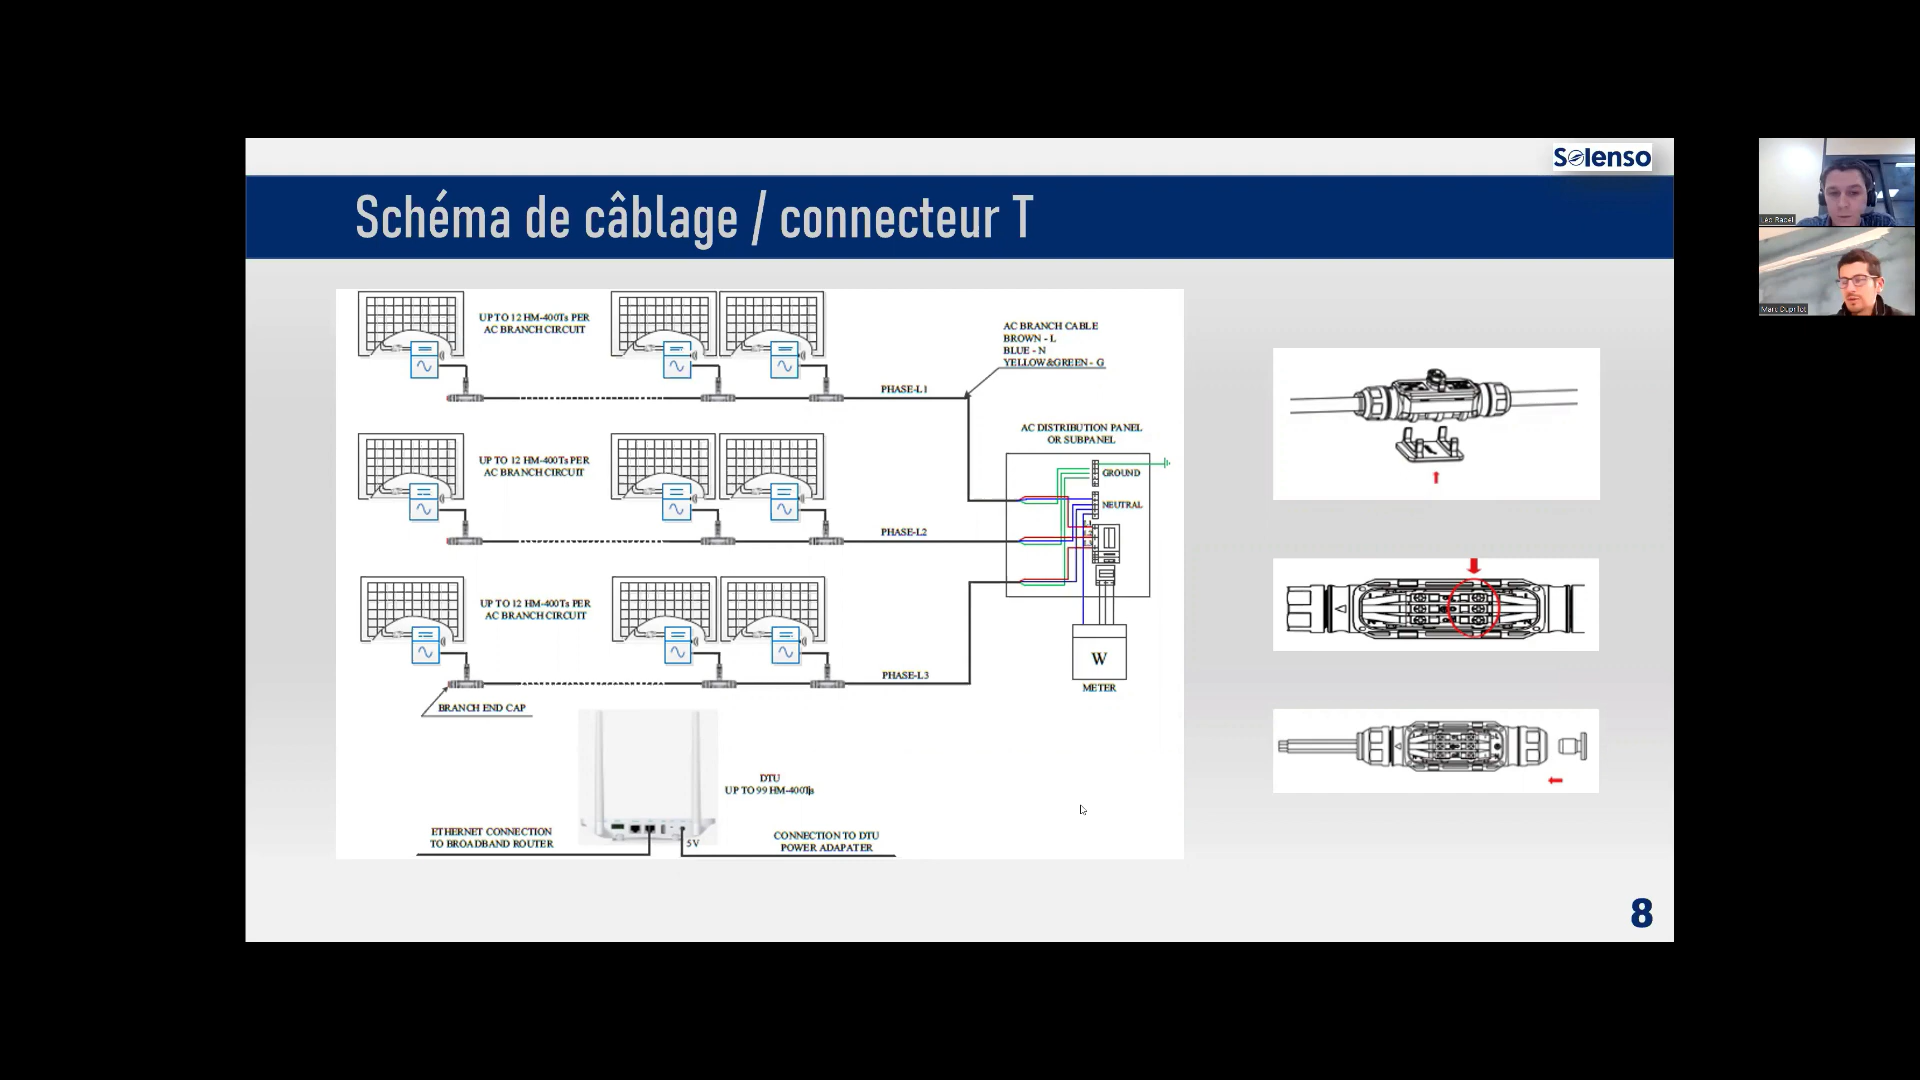 Solenso
Schéma de câblage / connecteur T
UP TO 12 HM-400Ts PER
AC BRANCH CIRCUIT
AC BRANCH CABLE
BROWN - L
BLUE - N
YELLOW&GREEN - G
PHASE-L1
AC DISTRIBUTION PANEL
OR SUBPANEL
UP TO 12 HM-400Ts PER
AC BRANCH CIRCUIT
GROUND
NEUTRAL
PHASE-L2
UP TO 12 HM-400Ts PER
AC BRANCH CIRCUIT
W
METER
PHASE-L3
BRANCH END CAP
DTU
UP TO 99 HM-400Ts
ETHERNET CONNECTION
TO BROADBAND ROUTER
5V
CONNECTION TO DTU
POWER ADAPATER
8
Léo Radel